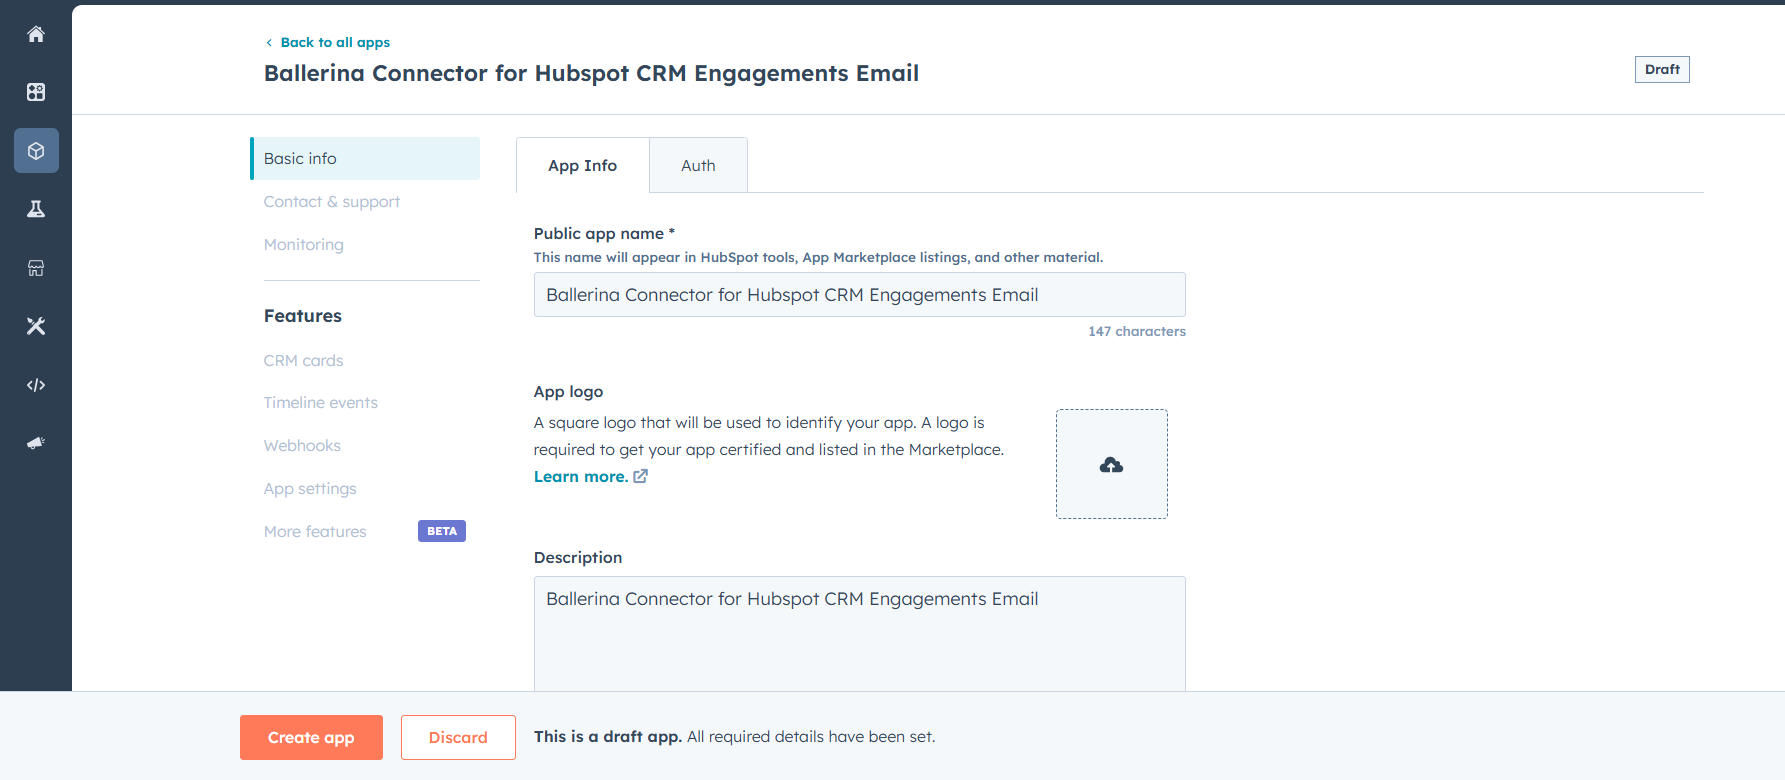 Back to all apps
Ballerina Connector for Hubspot CRM Engagements Email
Draft
Basic info
Contact & support
Monitoring
Features
CRM cards
Timeline events
Webhooks
App settings
More features BETA
App Info Auth
Public app name *
This name will appear in HubSpot tools, App Marketplace listings, and other material.
Ballerina Connector for Hubspot CRM Engagements Email
147 characters
App logo
A square logo that will be used to identify your app. A logo is
required to get your app certified and listed in the Marketplace.
Learn more.
Description
Ballerina Connector for Hubspot CRM Engagements Email
Create app Discard This is a draft app. All required details have been set.